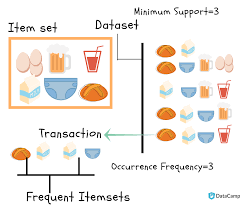 Minimum Support=3
Item set
Dataset
Transaction
Occurrence Frequency=3
Frequent Itemsets
DataCamp